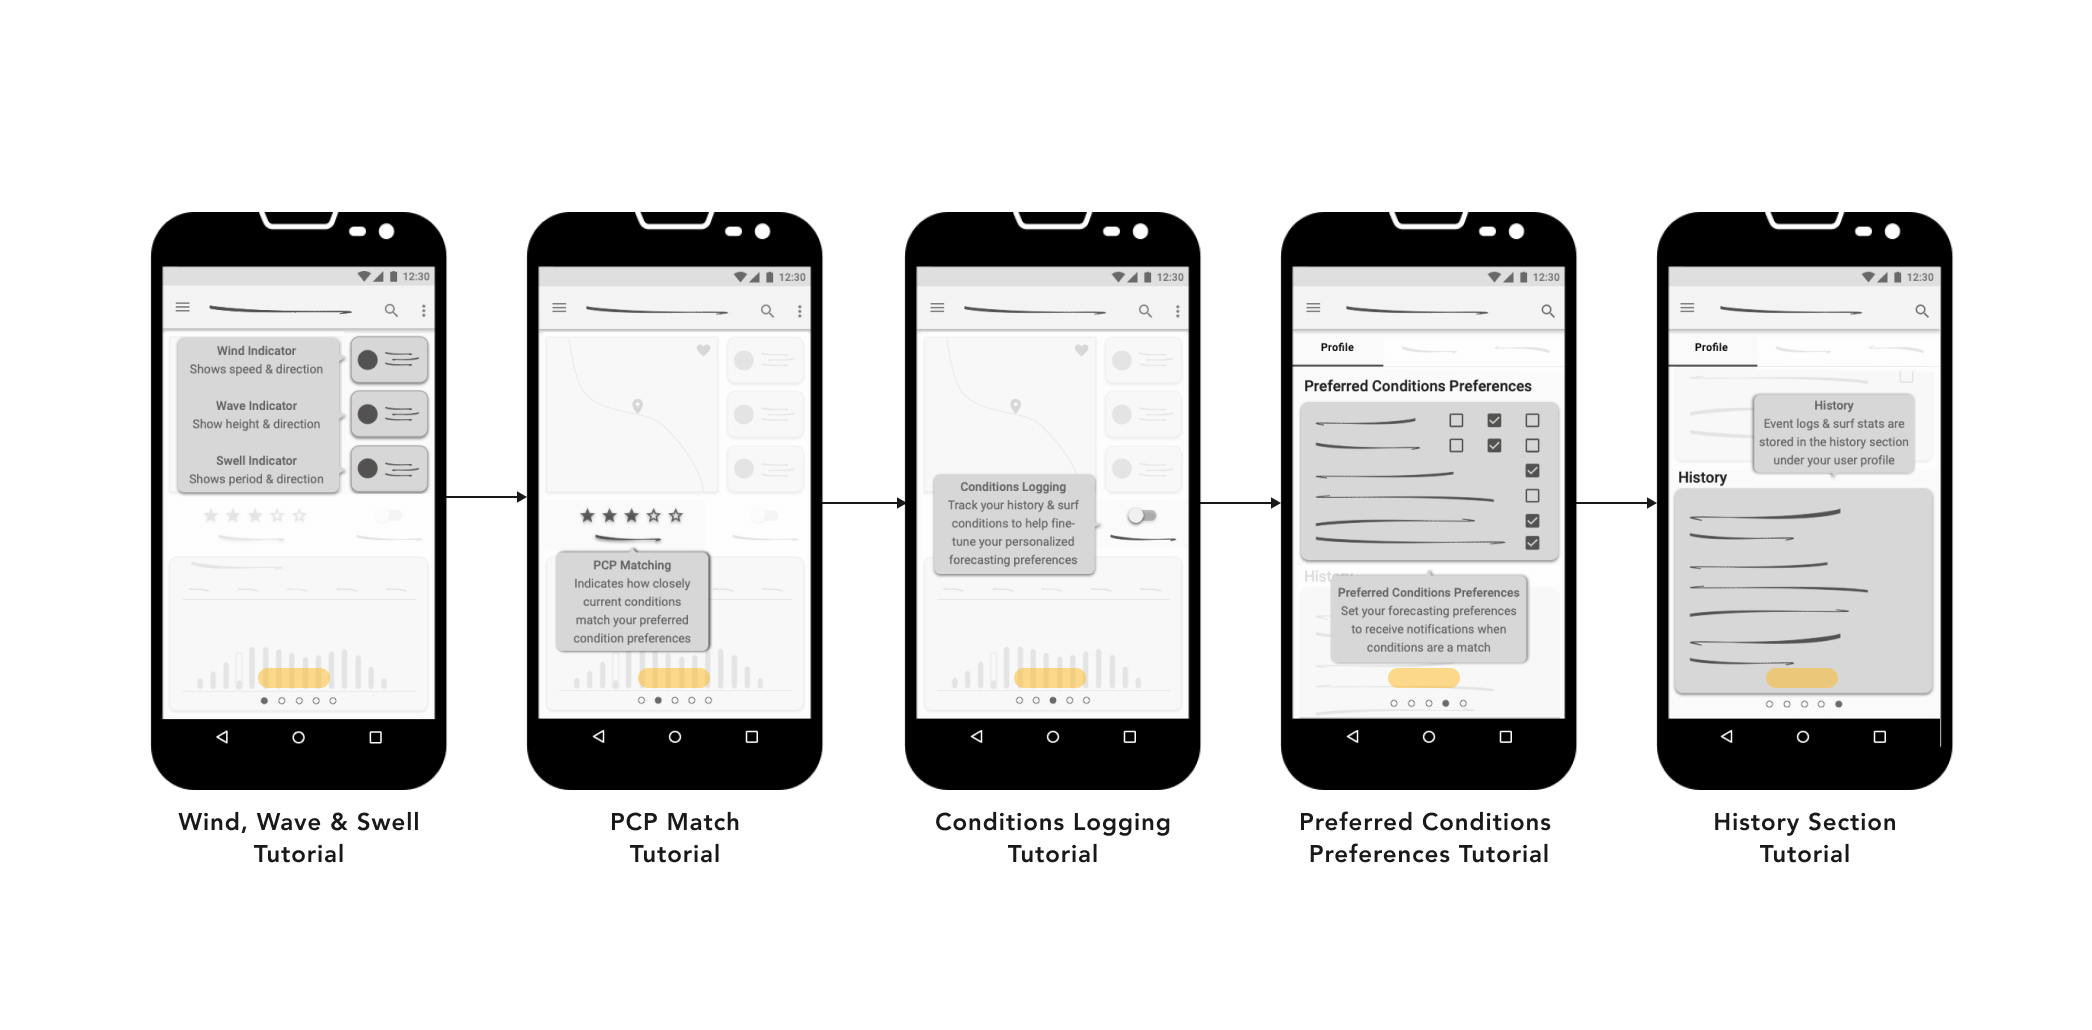 12:30
Wind Indicator
Shows speed & direction
Wave Indicator
Show height & direction
Swell Indicator
Shows period & direction
Wind, Wave & Swell
Tutorial
12:30
PCP Matching
Indicates how closely
current conditions
match your preferred
condition preferences
PCP Match
Tutorial
12:30
Conditions Logging
Track your history & surf
conditions to help fine-
tune your personalized
forecasting preferences
Conditions Logging
Tutorial
12:30
Profile
Preferred Conditions Preferences
History
Preferred Conditions Preferences
Set your forecasting preferences
to receive notifications when
conditions are a match
Preferred Conditions
Preferences Tutorial
12:30
Profile
History
Event logs & surf stats are
stored in the history section
under your user profile
History
History Section
Tutorial